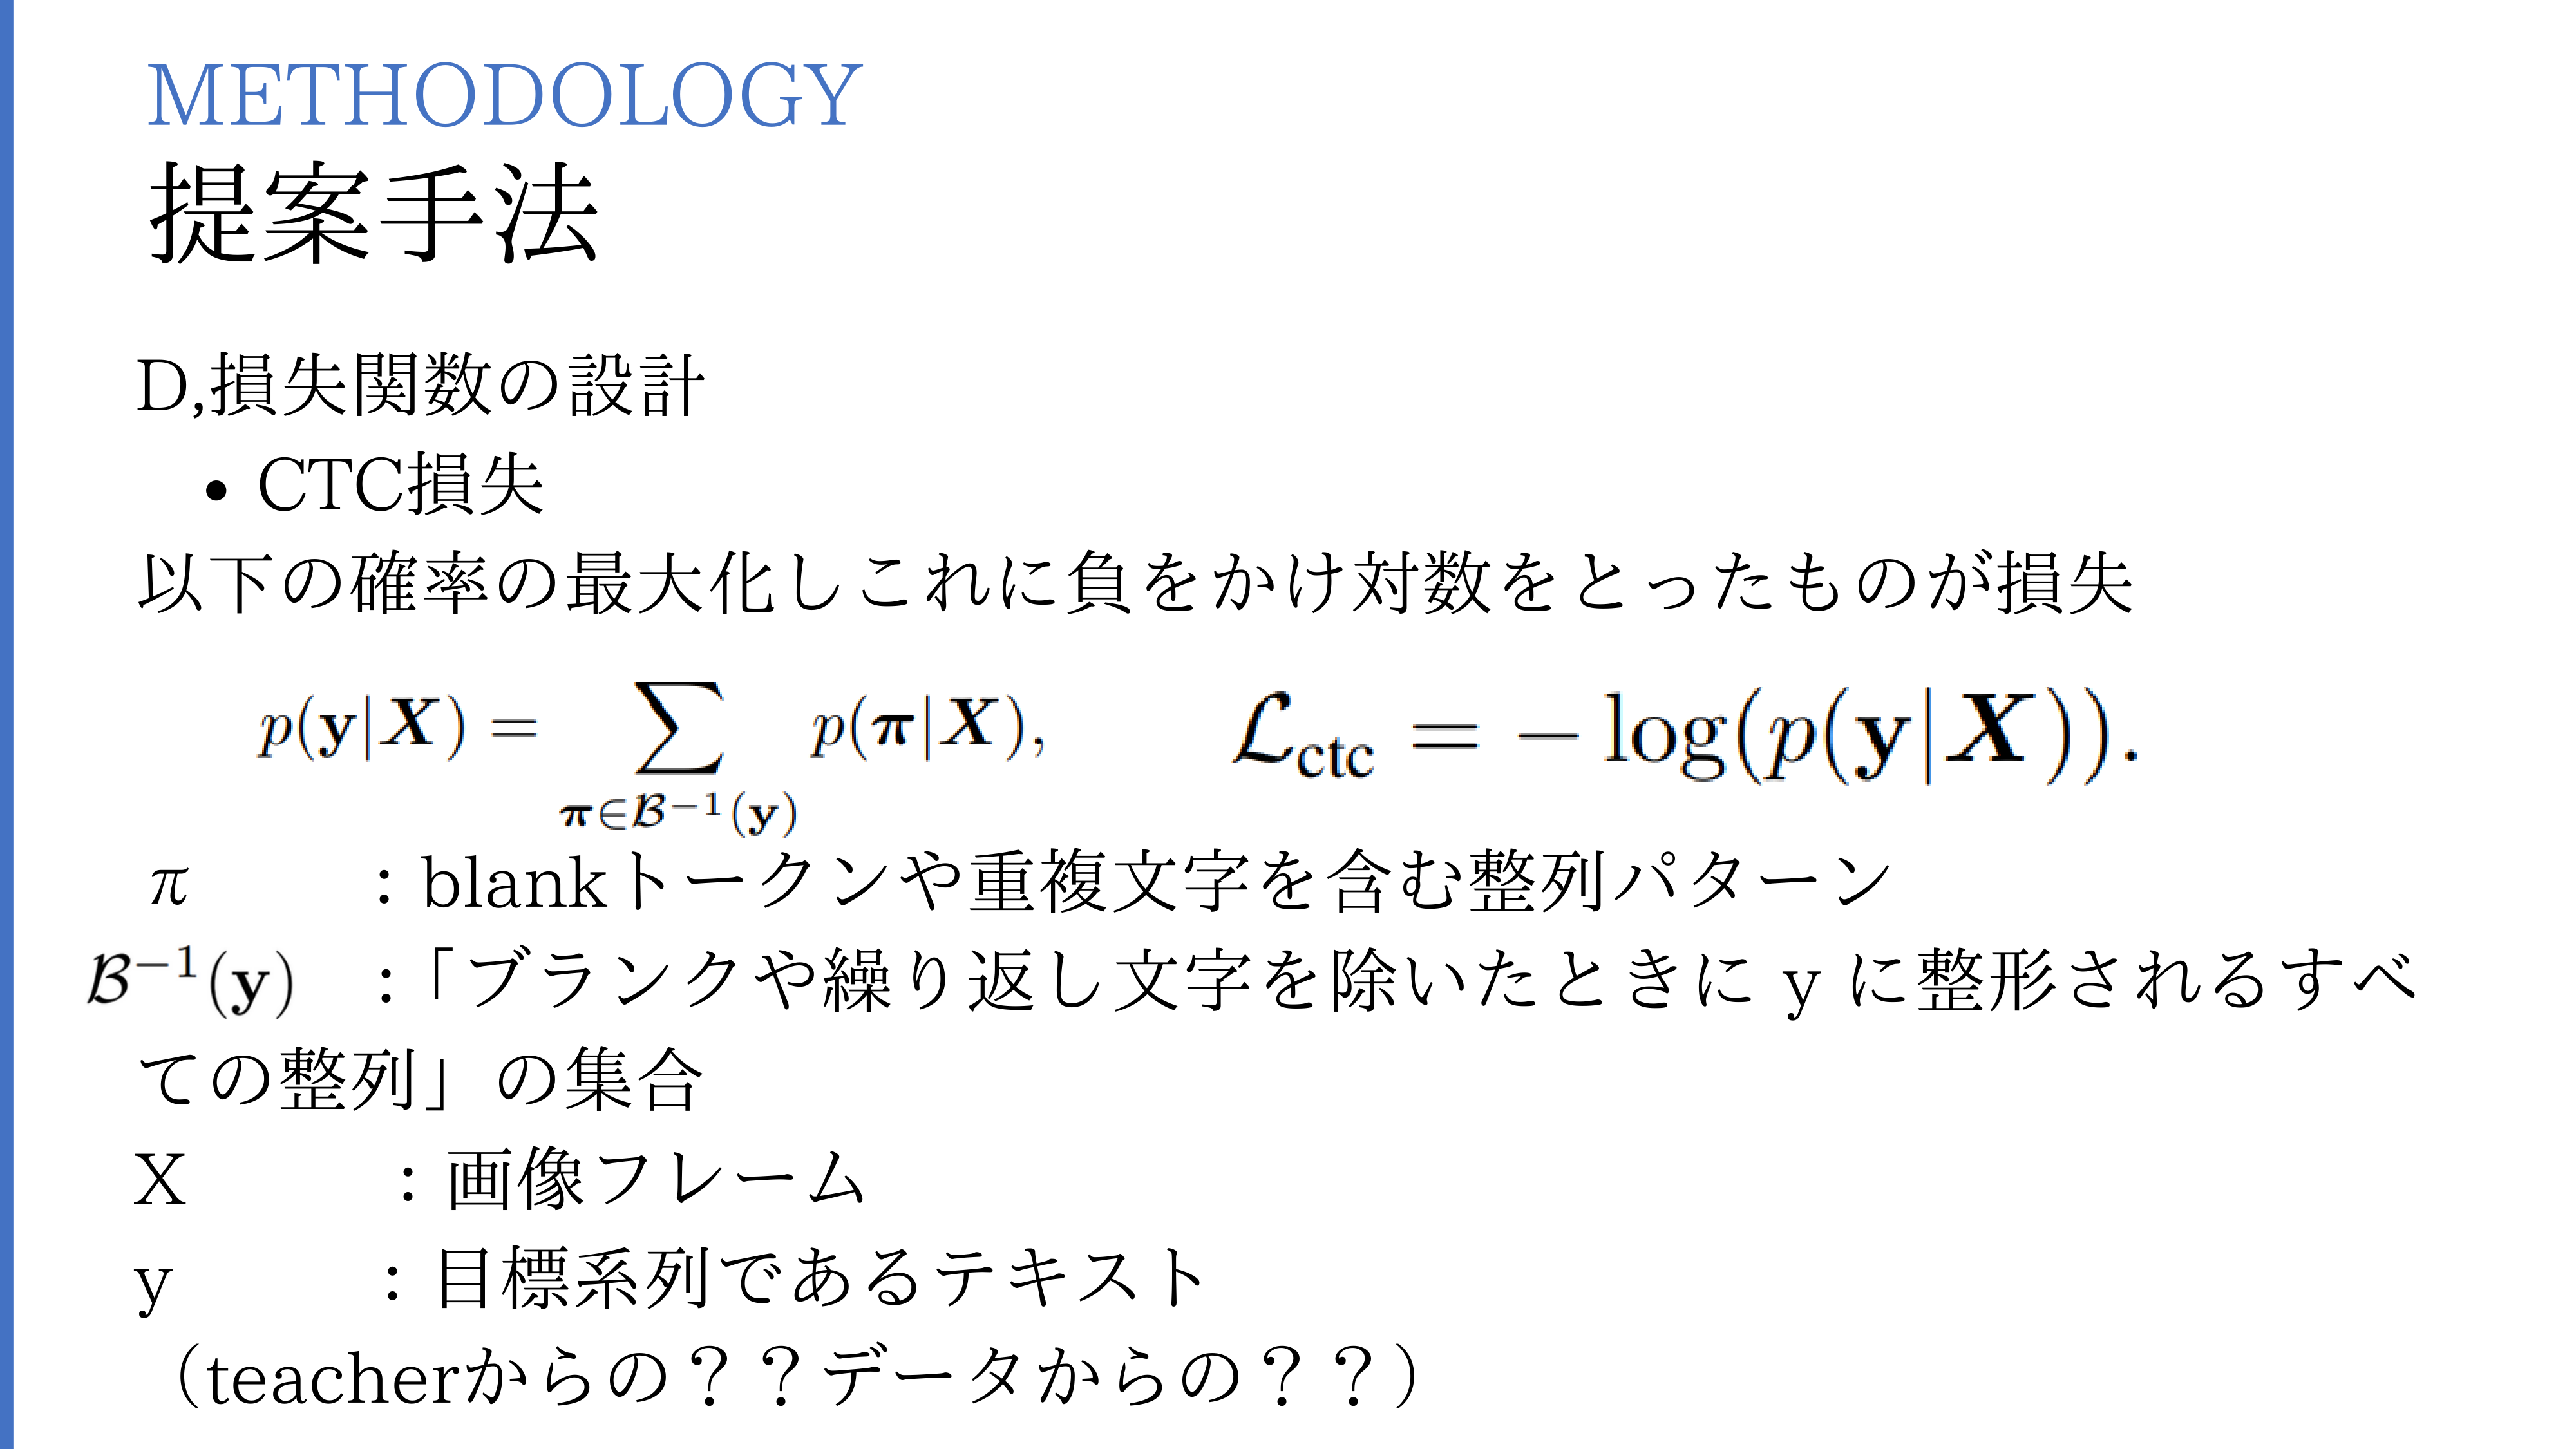 METHODOLOGY
提案手法
D,損失関数の設計
• CTC損失
以下の確率の最大化しこれに負をかけ対数をとったものが損失
p(y|X) = ∑ p(π|X),
π∈ℬ⁻¹(y)
ℒctc = − log(p(y|X)).
π ：blankトークンや重複文字を含む整列パターン
ℬ⁻¹(y) ：「ブランクや繰り返し文字を除いたときに y に整形されるすべ
ての整列」の集合
X ：画像フレーム
y ：目標系列であるテキスト
（teacherからの？？データからの？？）